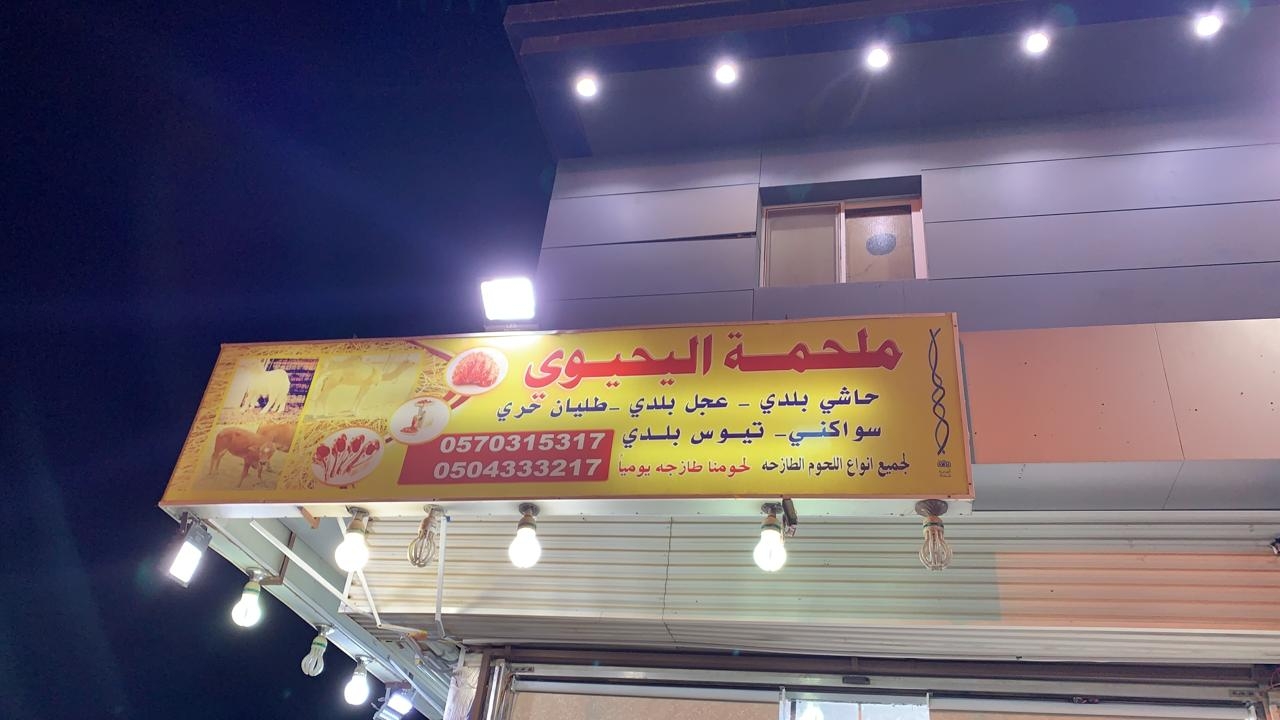 ملحمة اليحيوي
حاشي بلدي - عجل بلدي - طليان حري
سواكني - تيوس بلدي
لجميع انواع اللحوم الطازجه لحومنا طازجه يومياً
0570315317
0504333217